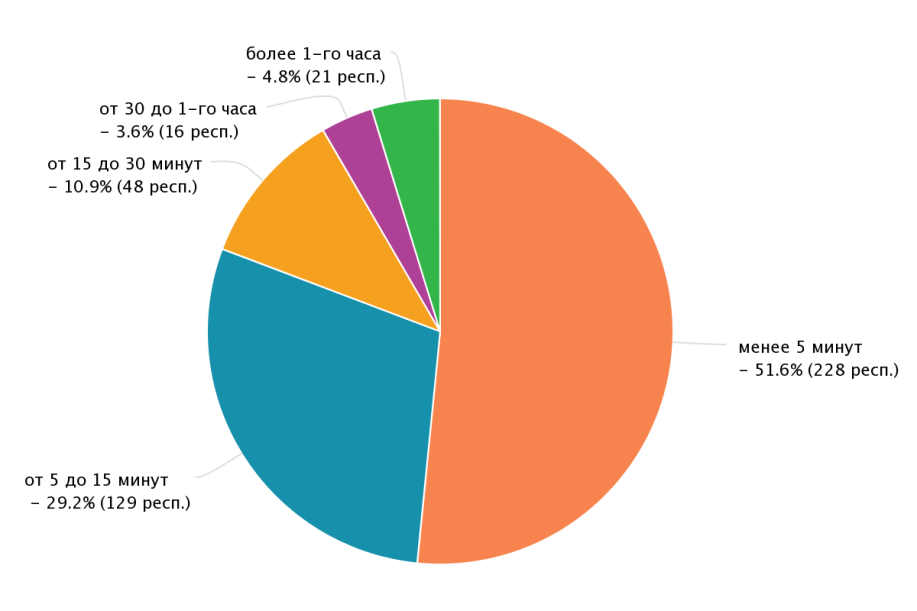 более 1-го часа
- 4.8% (21 респ.)
от 30 до 1-го часа
- 3.6% (16 респ.)
от 15 до 30 минут
- 10.9% (48 респ.)
менее 5 минут
- 51.6% (228 респ.)
от 5 до 15 минут
- 29.2% (129 респ.)